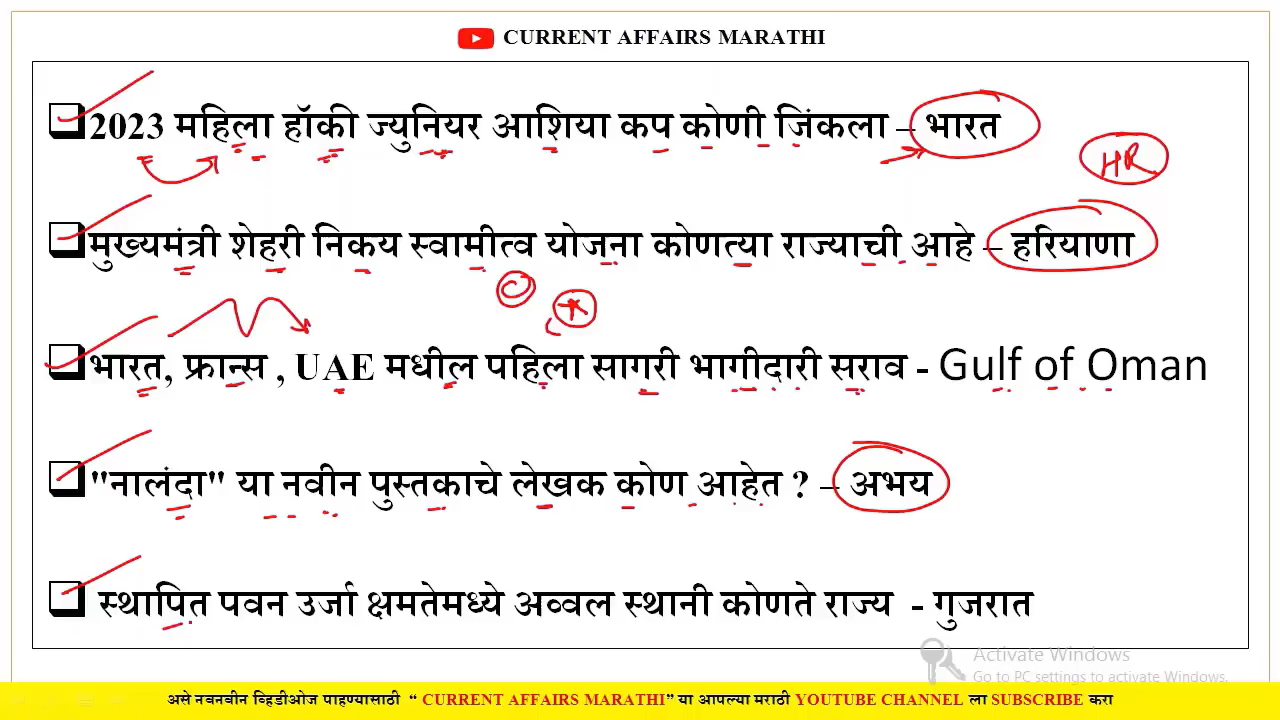 CURRENT AFFAIRS MARATHI
2023 महिला हॉकी ज्युनियर आशिया कप कोणी जिंकला – भारत
HR
मुख्यमंत्री शेहरी निकय स्वामीत्व योजना कोणत्या राज्याची आहे – हरियाणा
भारत, फ्रान्स , UAE मधील पहिला सागरी भागीदारी सराव - Gulf of Oman
"नालंदा" या नवीन पुस्तकाचे लेखक कोण आहेत ? – अभय
स्थापित पवन उर्जा क्षमतेमध्ये अव्वल स्थानी कोणते राज्य - गुजरात
Activate Windows
Go to PC settings to activate Windows.
असे नवनवीन व्हिडीओज पाहण्यासाठी “ CURRENT AFFAIRS MARATHI” या आपल्या मराठी YOUTUBE CHANNEL ला SUBSCRIBE करा